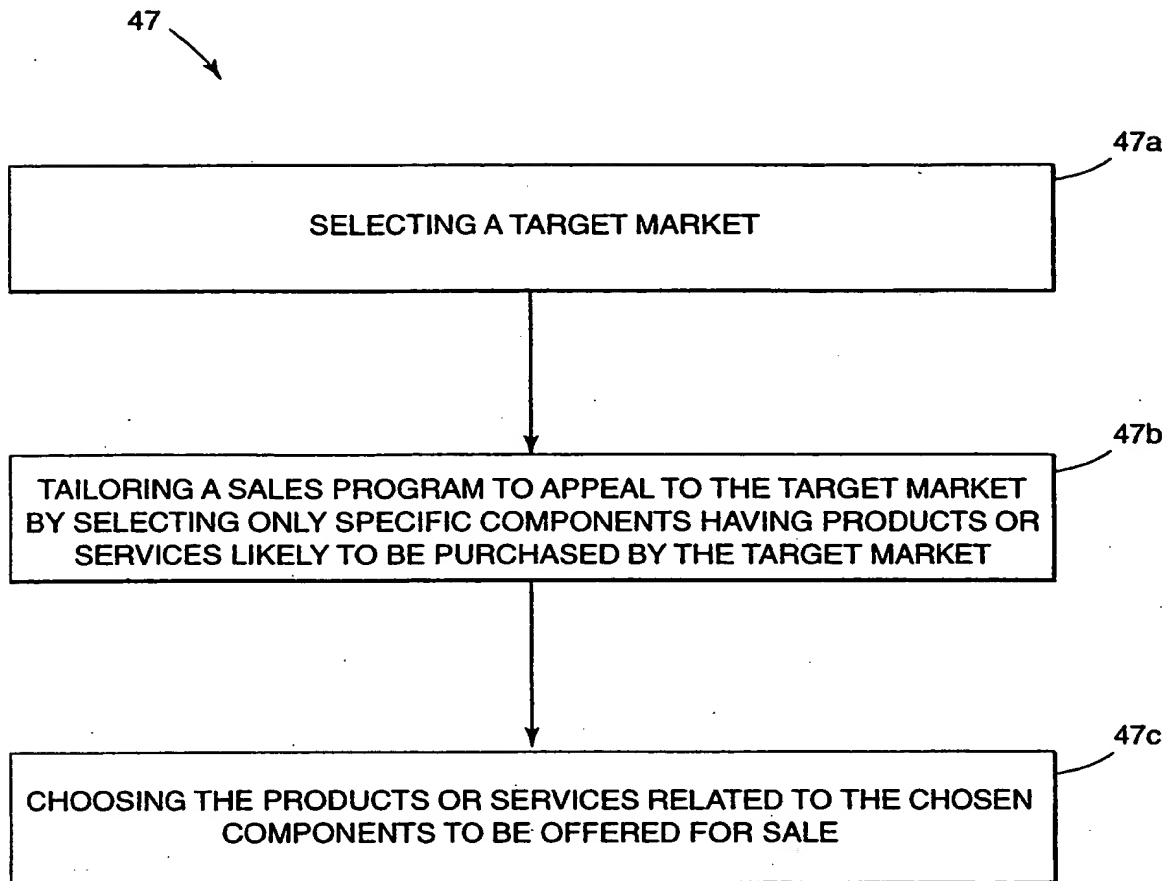 47
47a
SELECTING A TARGET MARKET
47b
TAILORING A SALES PROGRAM TO APPEAL TO THE TARGET MARKET
BY SELECTING ONLY SPECIFIC COMPONENTS HAVING PRODUCTS OR
SERVICES LIKELY TO BE PURCHASED BY THE TARGET MARKET
47c
CHOOSING THE PRODUCTS OR SERVICES RELATED TO THE CHOSEN
COMPONENTS TO BE OFFERED FOR SALE